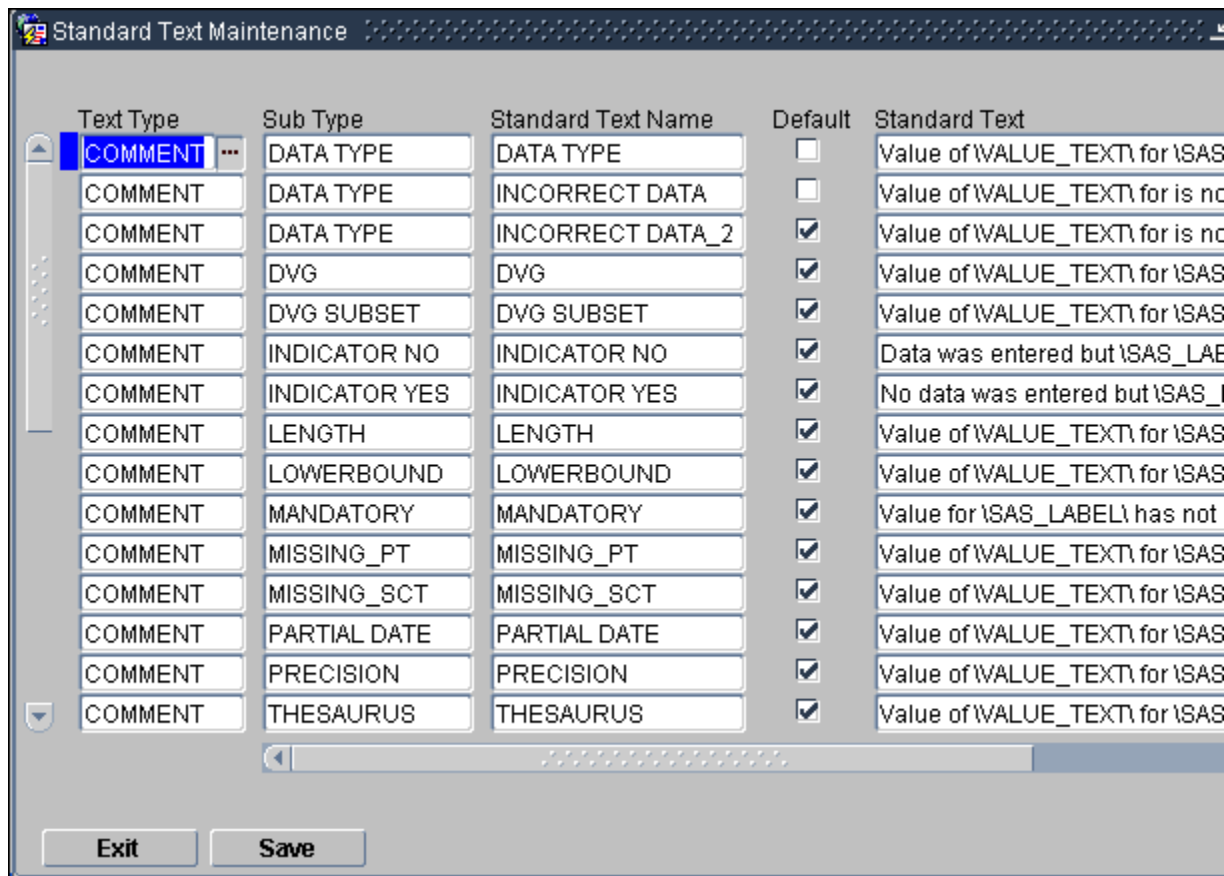 Standard Text Maintenance
Text Type Sub Type Standard Text Name Default Standard Text
COMMENT ... DATA TYPE DATA TYPE Value of \VALUE_TEXT\ for \SAS
COMMENT DATA TYPE INCORRECT DATA Value of \VALUE_TEXT\ for is no
COMMENT DATA TYPE INCORRECT DATA_2 Value of \VALUE_TEXT\ for is no
COMMENT DVG DVG Value of \VALUE_TEXT\ for \SAS
COMMENT DVG SUBSET DVG SUBSET Value of \VALUE_TEXT\ for \SAS
COMMENT INDICATOR NO INDICATOR NO Data was entered but \SAS_LAB
COMMENT INDICATOR YES INDICATOR YES No data was entered but \SAS_
COMMENT LENGTH LENGTH Value of \VALUE_TEXT\ for \SAS
COMMENT LOWERBOUND LOWERBOUND Value of \VALUE_TEXT\ for \SAS
COMMENT MANDATORY MANDATORY Value for \SAS_LABEL\ has not
COMMENT MISSING_PT MISSING_PT Value of \VALUE_TEXT\ for \SAS
COMMENT MISSING_SCT MISSING_SCT Value of \VALUE_TEXT\ for \SAS
COMMENT PARTIAL DATE PARTIAL DATE Value of \VALUE_TEXT\ for \SAS
COMMENT PRECISION PRECISION Value of \VALUE_TEXT\ for \SAS
COMMENT THESAURUS THESAURUS Value of \VALUE_TEXT\ for \SAS
Exit Save